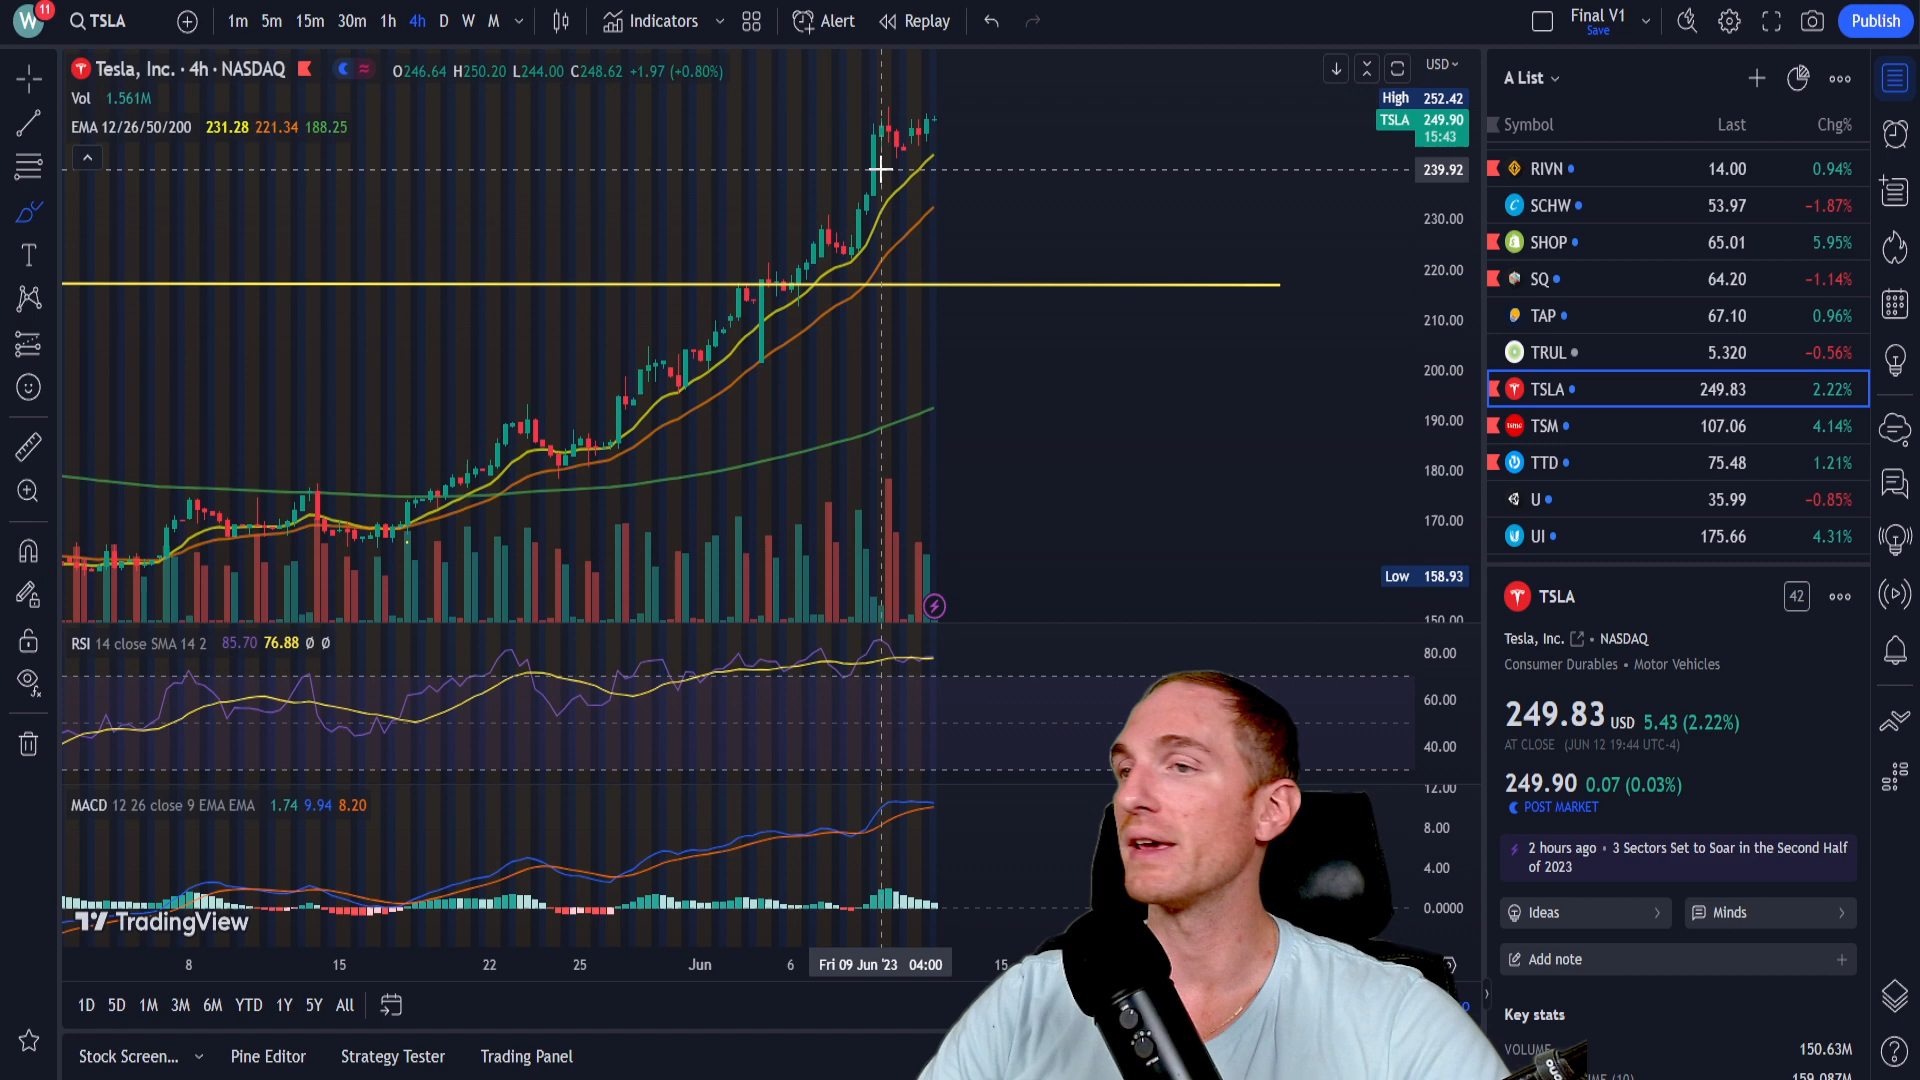 W 11 TSLA 1m 5m 15m 30m 1h 4h D W M Indicators Alert Replay Final V1 Save Publish
Tesla, Inc. · 4h · NASDAQ O246.64 H250.20 L244.00 C248.62 +1.97 (+0.80%) USD
Vol 1.561M
EMA 12/26/50/200 231.28 221.34 188.25
High 252.42
TSLA 249.90
15:43
239.92
230.00
220.00
210.00
200.00
190.00
180.00
170.00
Low 158.93
150.00
RSI 14 close SMA 14 2 85.70 76.88 Ø Ø
80.00
60.00
40.00
MACD 12 26 close 9 EMA EMA 1.74 9.94 8.20
12.00
8.00
4.00
0.0000
TradingView
8 15 22 25 Jun 6 Fri 09 Jun '23 04:00 15
1D 5D 1M 3M 6M YTD 1Y 5Y All
Stock Screen... Pine Editor Strategy Tester Trading Panel
A List
Symbol Last Chg%
RIVN 14.00 0.94%
SCHW 53.97 −1.87%
SHOP 65.01 5.95%
SQ 64.20 −1.14%
TAP 67.10 0.96%
TRUL 5.320 −0.56%
TSLA 249.83 2.22%
TSM 107.06 4.14%
TTD 75.48 1.21%
U 35.99 −0.85%
UI 175.66 4.31%
TSLA 42
Tesla, Inc. • NASDAQ
Consumer Durables • Motor Vehicles
249.83 USD 5.43 (2.22%)
AT CLOSE (JUN 12 19:44 UTC-4)
249.90 0.07 (0.03%)
POST MARKET
2 hours ago • 3 Sectors Set to Soar in the Second Half
of 2023
Ideas Minds
Add note
Key stats
VOLUME 150.63M
159.087M